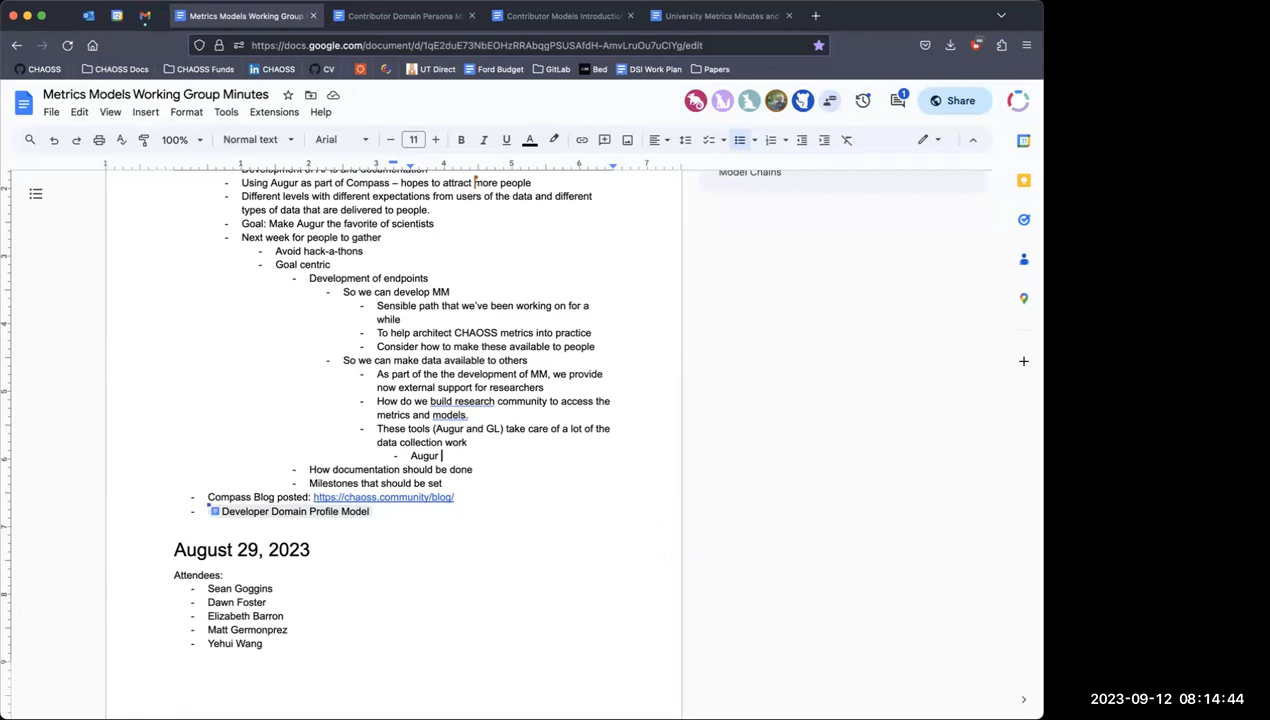 Metrics Models Working Group
Contributor Domain Persona M
Contributor Models Introduction
University Metrics Minutes and
https://docs.google.com/document/d/1qE2duE73NbEOHzRRAbqgPSUSAfdH-AmvLruOu7uClYg/edit
CHAOSS
CHAOSS Docs
CHAOSS Funds
CHAOSS
CV
UT Direct
Ford Budget
GitLab
Bed
DSI Work Plan
Papers
Metrics Models Working Group Minutes
File Edit View Insert Format Tools Extensions Help
1
Share
100% Normal text Arial 11
1 1 2 3 4 5 6 7
Model Chains
- Using Augur as part of Compass – hopes to attract more people
- Different levels with different expectations from users of the data and different
types of data that are delivered to people.
- Goal: Make Augur the favorite of scientists
- Next week for people to gather
- Avoid hack-a-thons
- Goal centric
- Development of endpoints
- So we can develop MM
- Sensible path that we've been working on for a
while
- To help architect CHAOSS metrics into practice
- Consider how to make these available to people
- So we can make data available to others
- As part of the the development of MM, we provide
now external support for researchers
- How do we build research community to access the
metrics and models.
- These tools (Augur and GL) take care of a lot of the
data collection work
- Augur
- How documentation should be done
- Milestones that should be set
- Compass Blog posted: https://chaoss.community/blog/
- Developer Domain Profile Model
August 29, 2023
Attendees:
- Sean Goggins
- Dawn Foster
- Elizabeth Barron
- Matt Germonprez
- Yehui Wang
2023-09-12 08:14:44